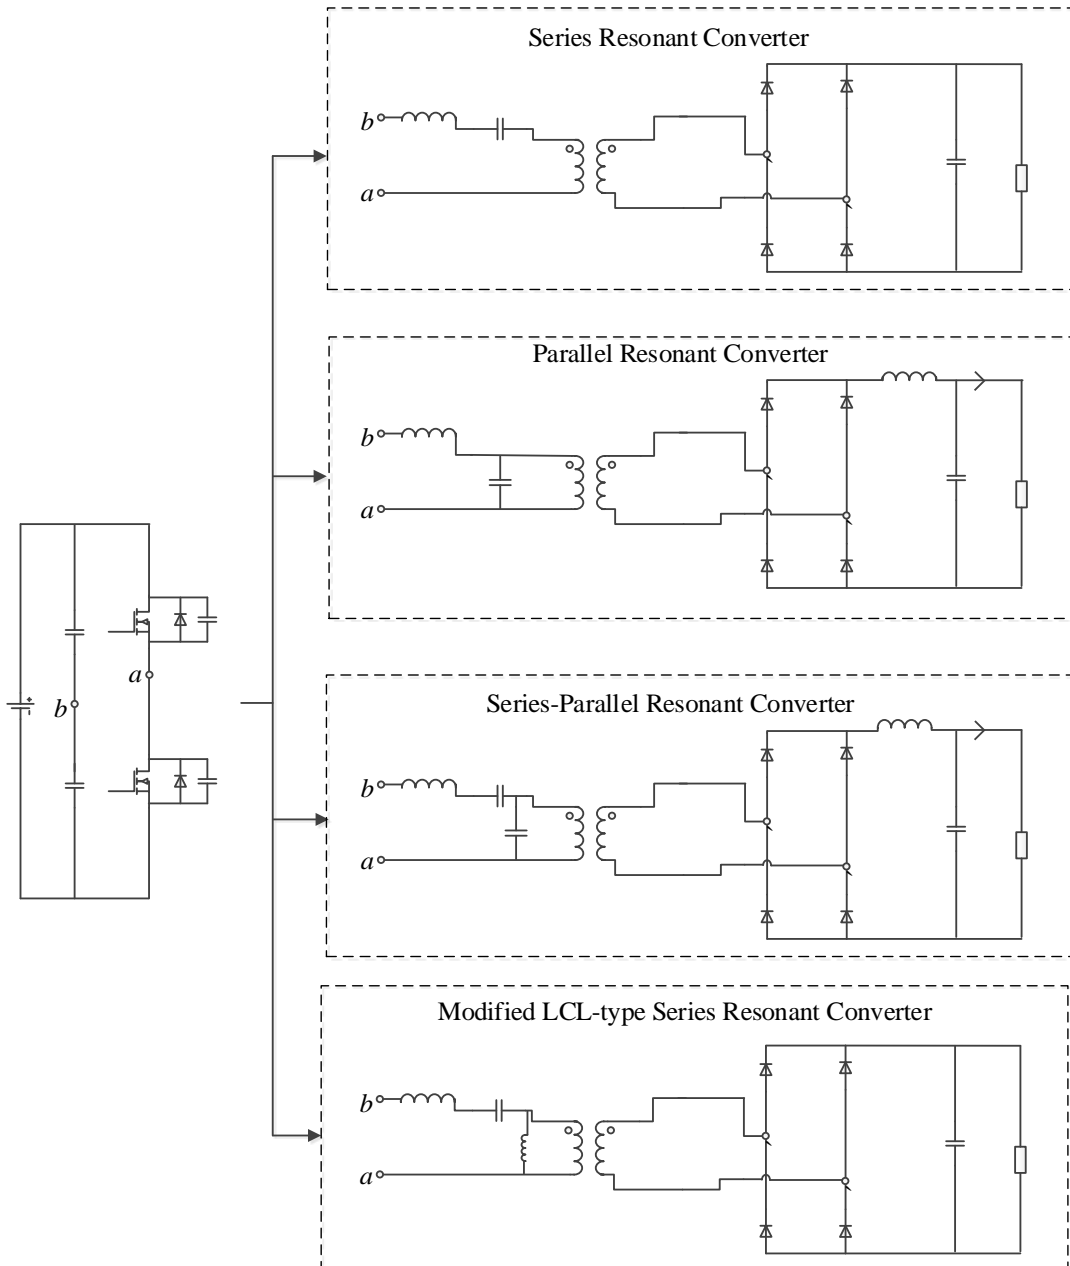 Series Resonant Converter
b
a
Parallel Resonant Converter
b
a
a
b
Series-Parallel Resonant Converter
b
a
Modified LCL-type Series Resonant Converter
b
a